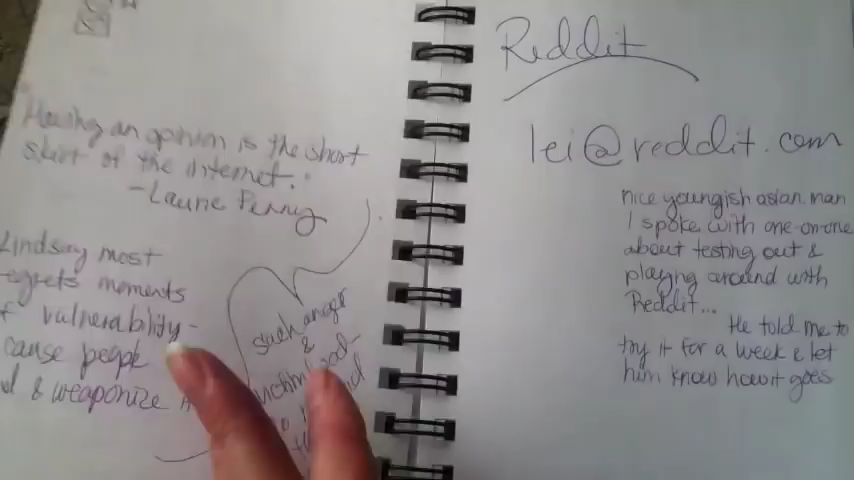 "Having an opinion is the short
skirt of the internet."
-Laurie Penny
Lindsay most
regrets moments
of vulnerability-
cause people
& weaponize
such anger
&
Reddit
lei@reddit.com
nice youngish asian man
I spoke with one-on-one
about testing out &
playing around with
Reddit...
He told me to
try it for a week & let
him know how it goes